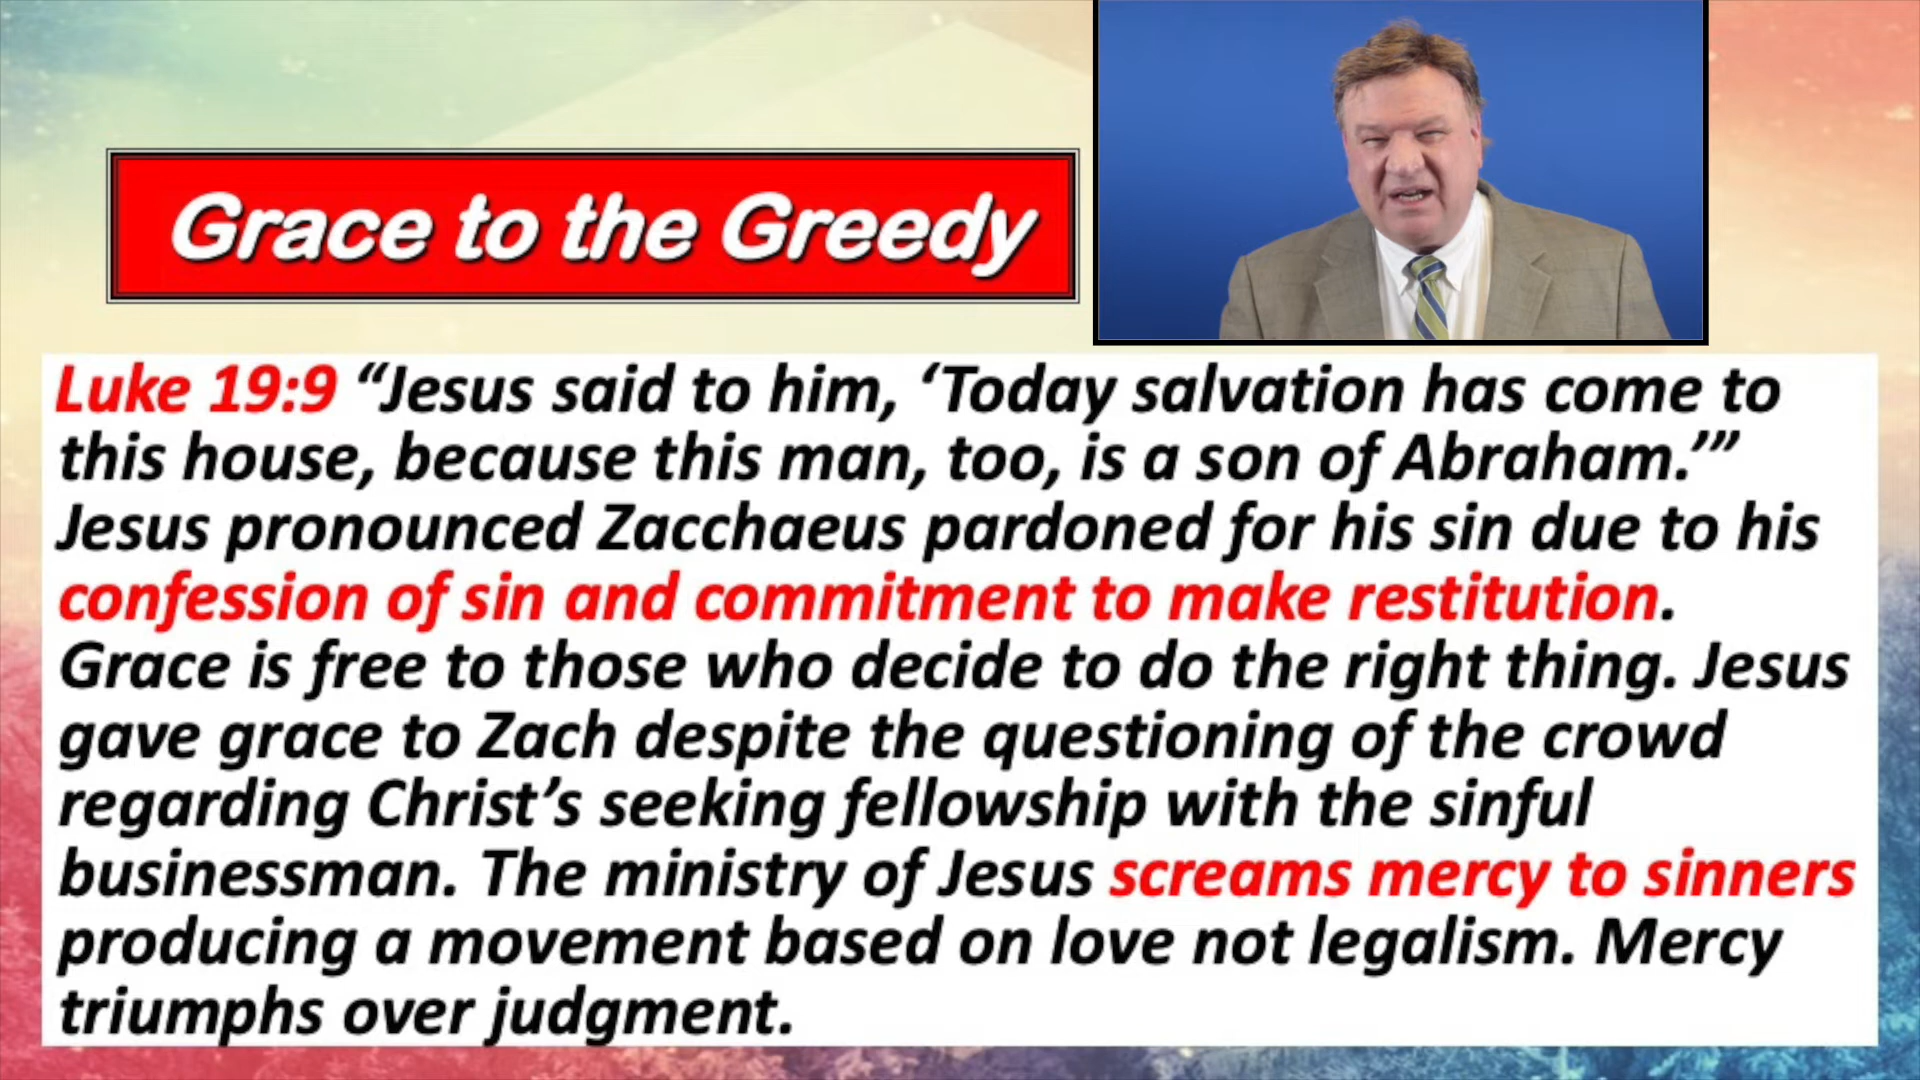 Grace to the Greedy
Luke 19:9 “Jesus said to him, ‘Today salvation has come to
this house, because this man, too, is a son of Abraham.’”
Jesus pronounced Zacchaeus pardoned for his sin due to his
confession of sin and commitment to make restitution.
Grace is free to those who decide to do the right thing. Jesus
gave grace to Zach despite the questioning of the crowd
regarding Christ’s seeking fellowship with the sinful
businessman. The ministry of Jesus screams mercy to sinners
producing a movement based on love not legalism. Mercy
triumphs over judgment.